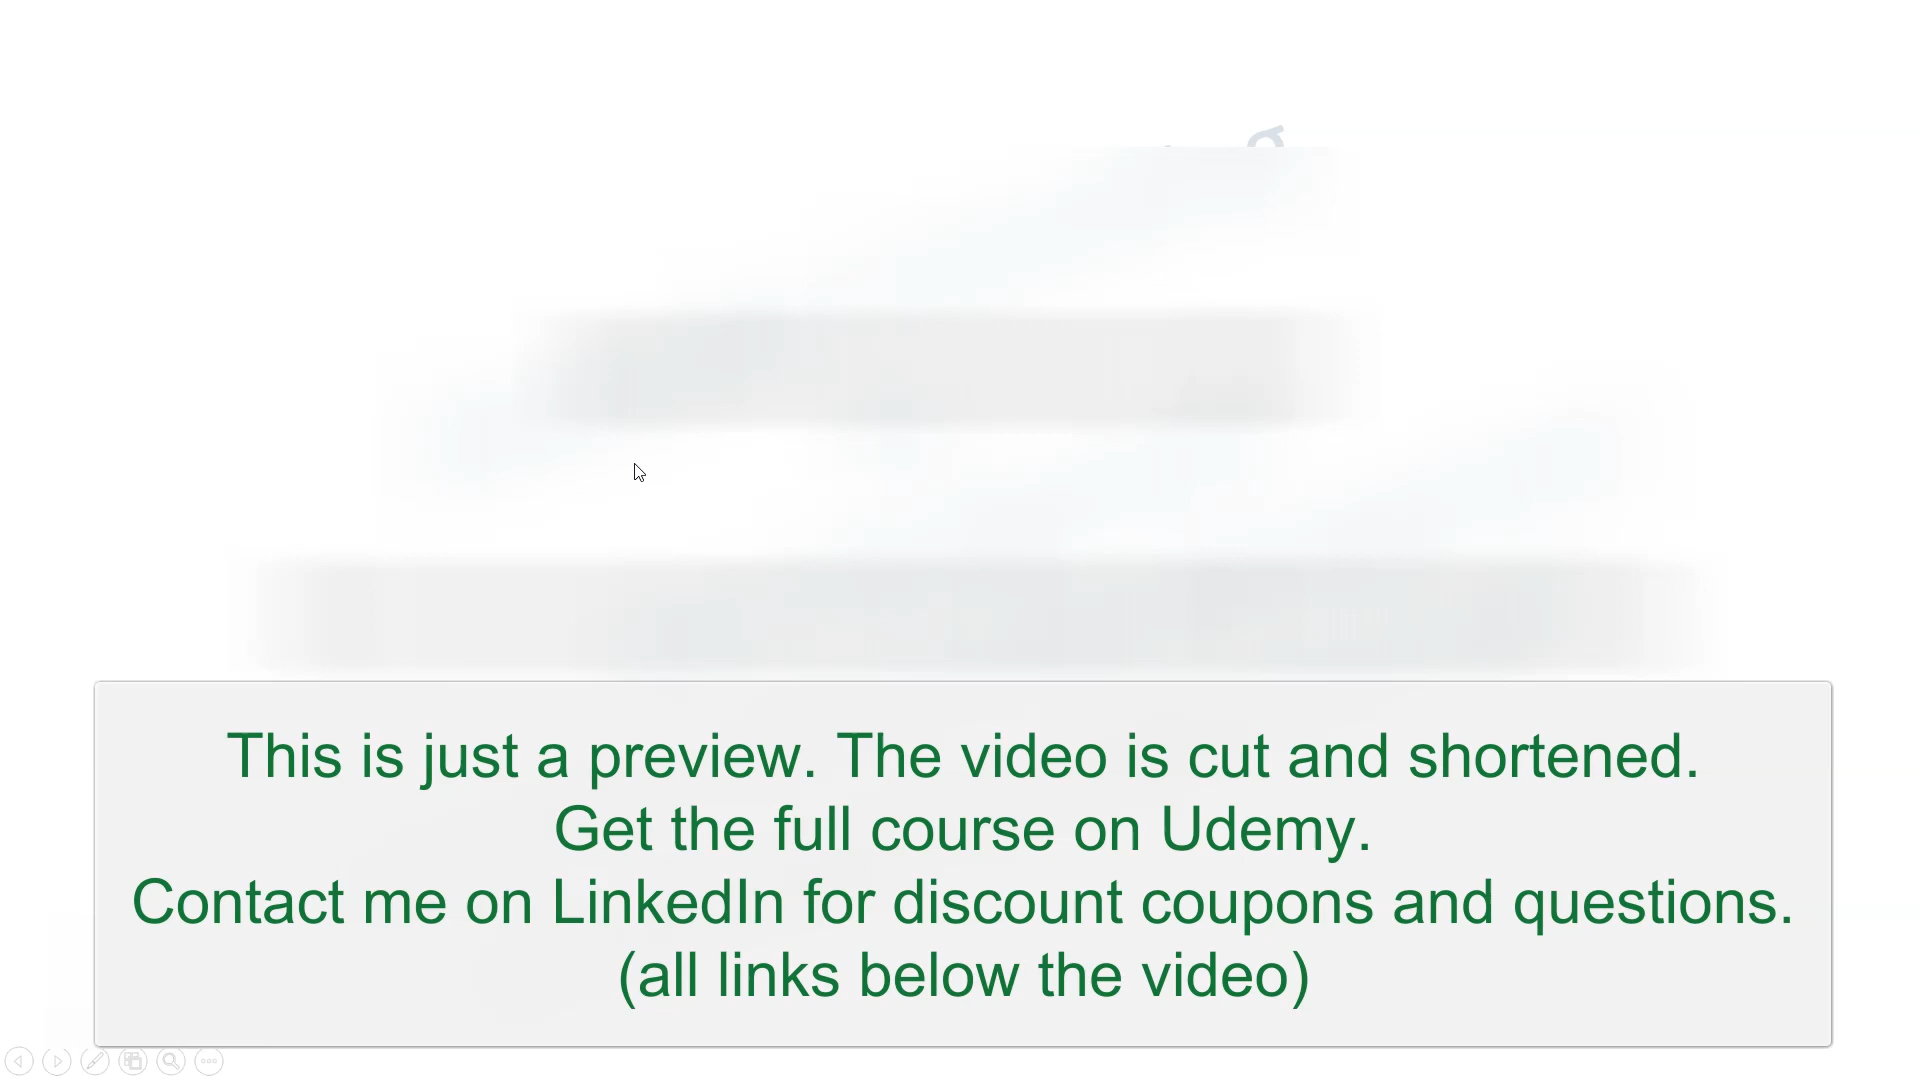 This is just a preview. The video is cut and shortened.
Get the full course on Udemy.
Contact me on LinkedIn for discount coupons and questions.
(all links below the video)